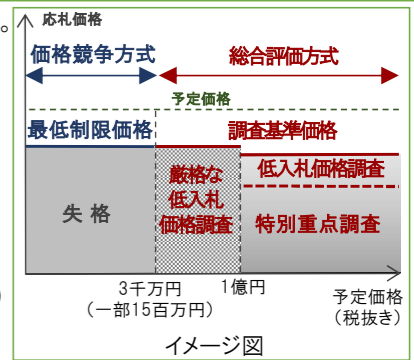 。
応札価格
価格競争方式
総合評価方式
予定価格
最低制限価格
調査基準価格
失格
厳格な
低入札
価格調査
低入札価格調査
特別重点調査
3千万円
(一部15百万円)
1億円
予定価格
(税抜き)
イメージ図
)